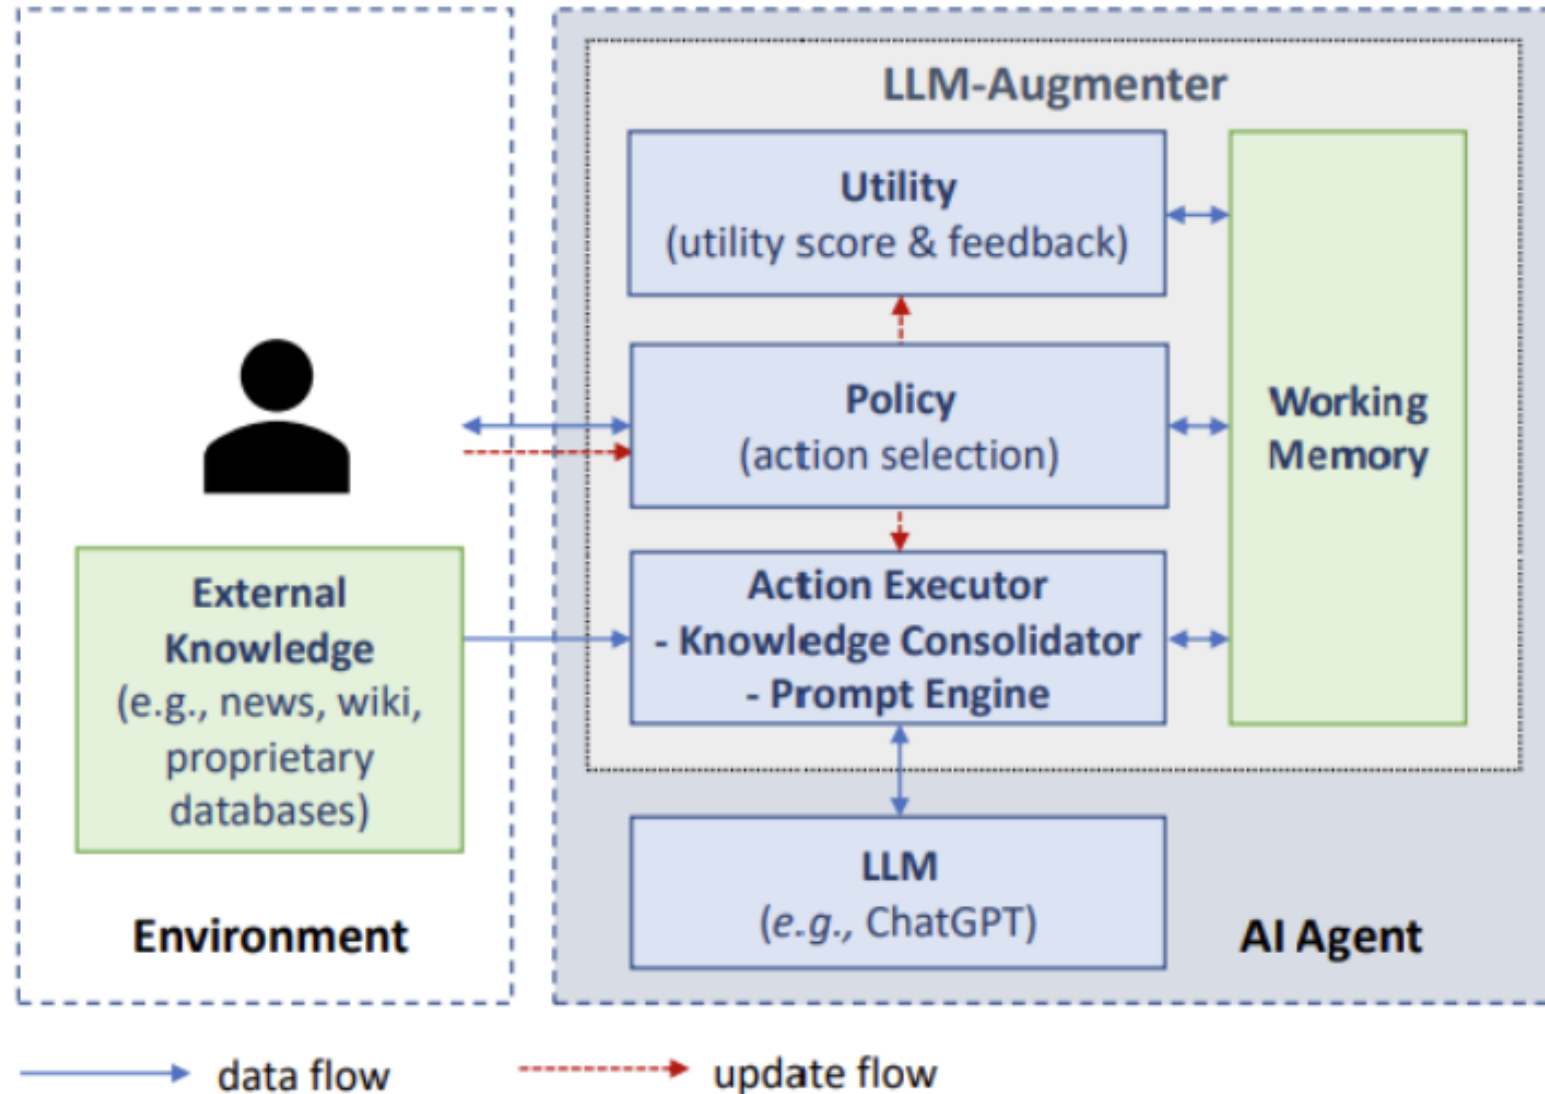 LLM-Augmenter
Utility
(utility score & feedback)
Policy
(action selection)
Working
Memory
Action Executor
- Knowledge Consolidator
- Prompt Engine
External
Knowledge
(e.g., news, wiki,
proprietary
databases)
LLM
(e.g., ChatGPT)
Environment
AI Agent
data flow
update flow